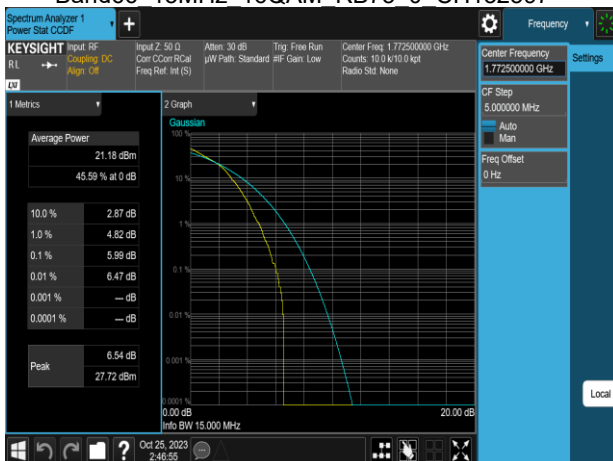 Spectrum Analyzer 1
Power Stat CCDF
Frequency
KEYSIGHT
Input: RF
Coupling: DC
Align: Off
Input Z: 50 Ω
Corr CCorr RCal
Freq Ref: Int (S)
Atten: 30 dB
µW Path: Standard
Trig: Free Run
#IF Gain: Low
Center Freq: 1.772500000 GHz
Counts: 10.0 k/10.0 kpt
Radio Std: None
RL
LXI
Center Frequency
1.772500000 GHz
Settings
CF Step
5.000000 MHz
Auto
Man
Freq Offset
0 Hz
1 Metrics
Average Power
21.18 dBm
45.59 % at 0 dB
10.0 % 2.87 dB
1.0 % 4.82 dB
0.1 % 5.99 dB
0.01 % 6.47 dB
0.001 % --- dB
0.0001 % --- dB
Peak
6.54 dB
27.72 dBm
2 Graph
Gaussian
100 %
10 %
1 %
0.1 %
0.01 %
0.001 %
0.0001 %
0.00 dB
20.00 dB
Info BW 15.000 MHz
Local
Oct 25, 2023
2:46:55